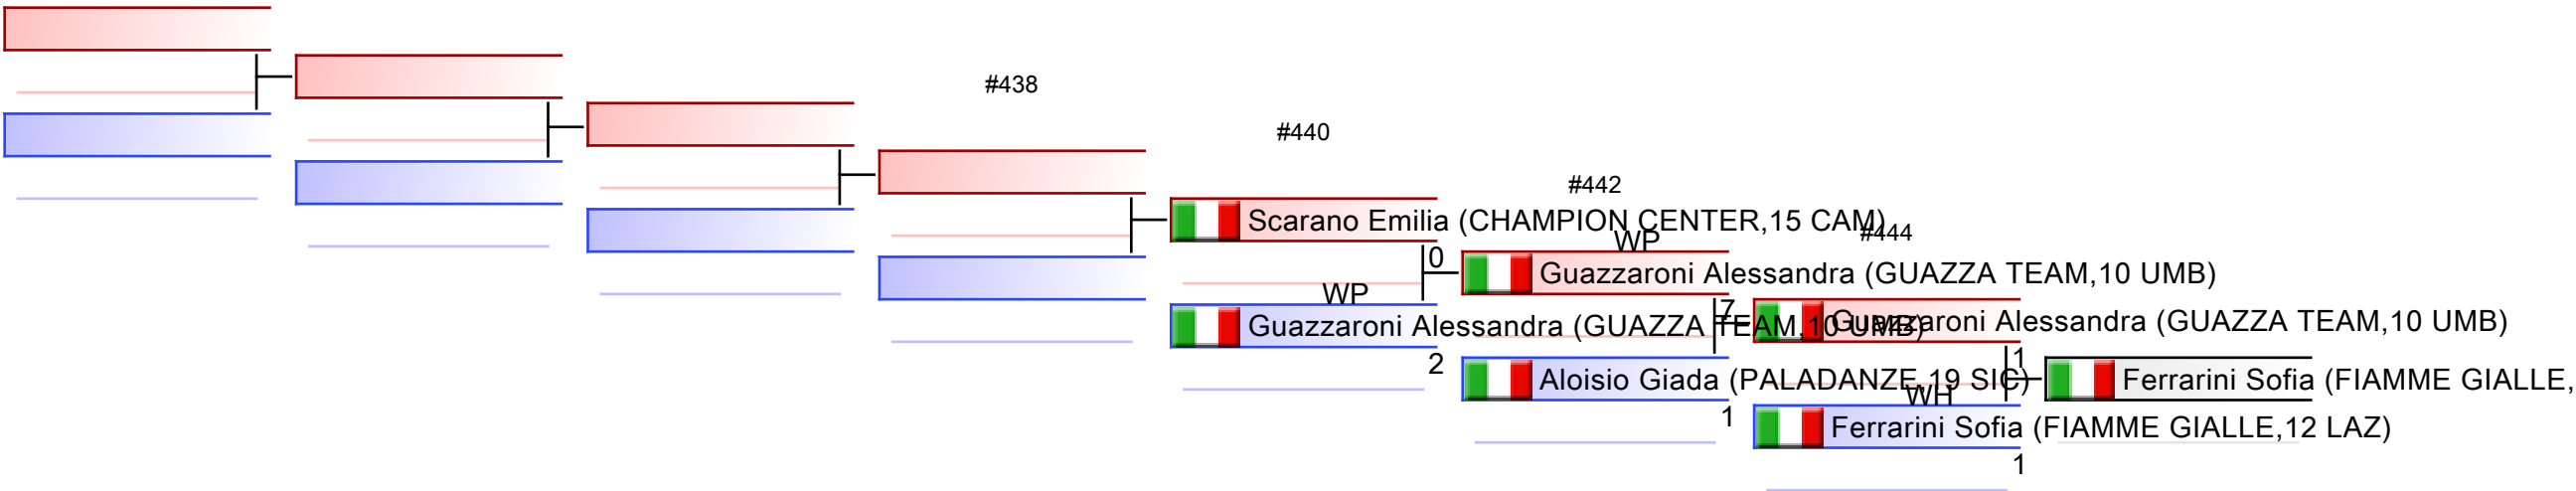 #438
#440
#442
Scarano Emilia (CHAMPION CENTER,15 CAM)
#444
WP
0
Guazzaroni Alessandra (GUAZZA TEAM,10 UMB)
WP
7
Guazzaroni Alessandra (GUAZZA TEAM,10 UMB)
Guazzaroni Alessandra (GUAZZA TEAM,10 UMB)
1
2
Aloisio Giada (PALADANZE,19 SIC)
Ferrarini Sofia (FIAMME GIALLE,
WH
1
Ferrarini Sofia (FIAMME GIALLE,12 LAZ)
1